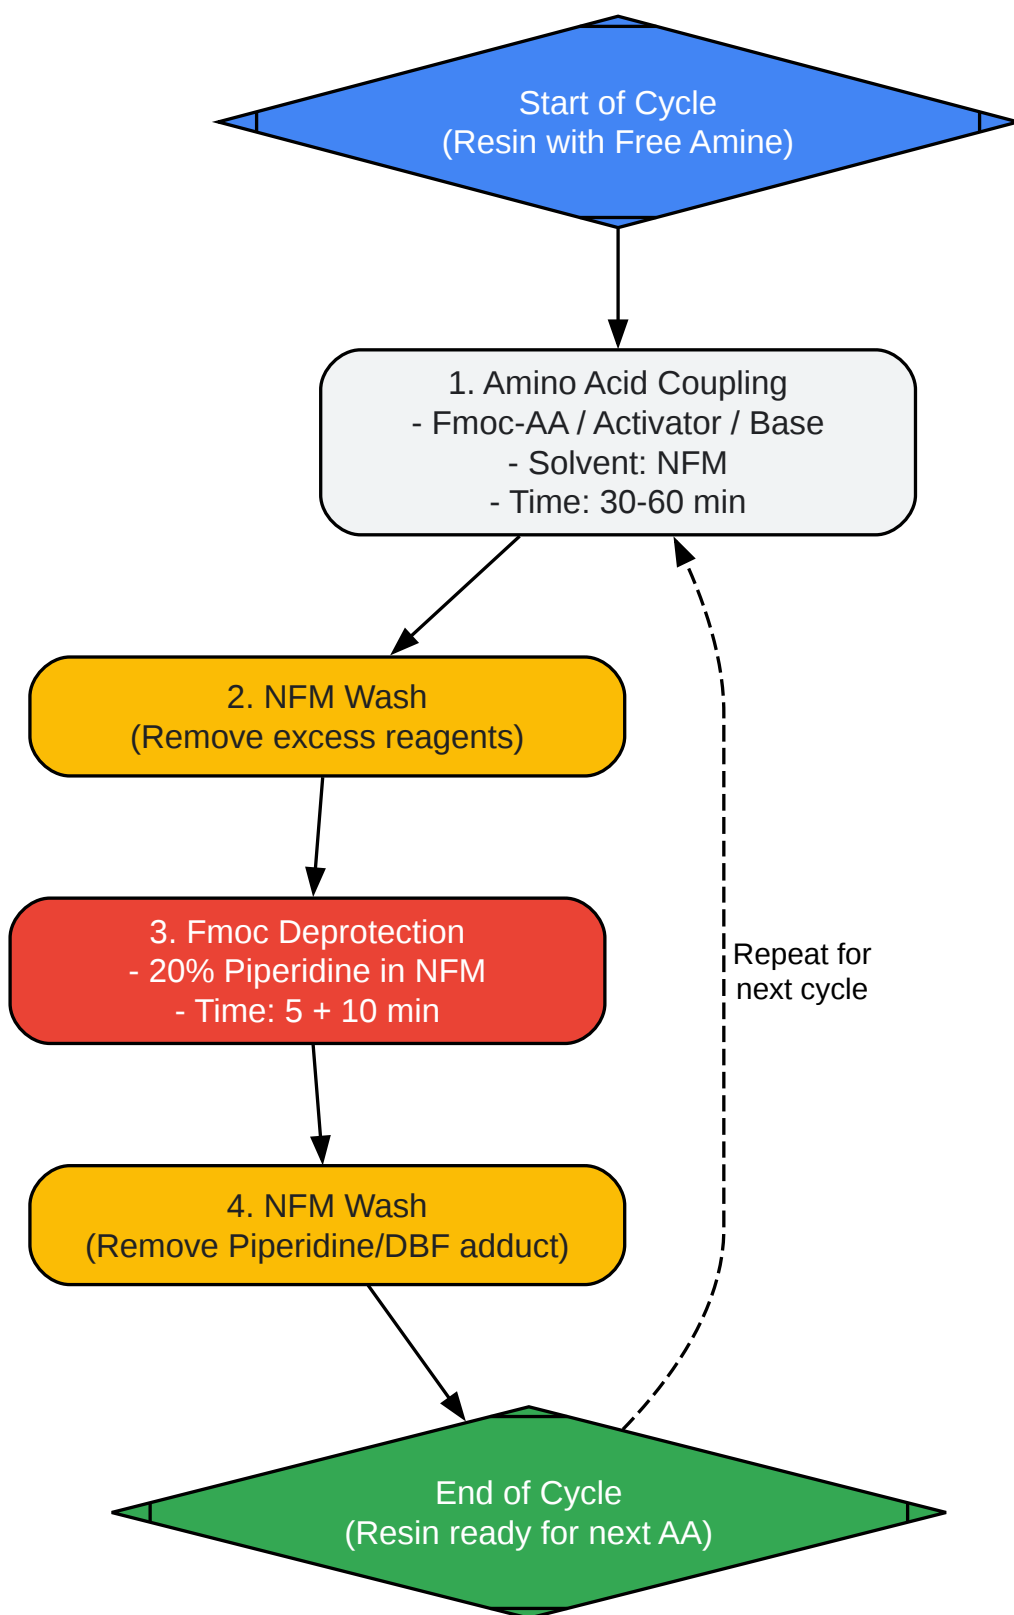 Start of Cycle
(Resin with Free Amine)
1. Amino Acid Coupling
- Fmoc-AA / Activator / Base
- Solvent: NFM
- Time: 30-60 min
2. NFM Wash
(Remove excess reagents)
3. Fmoc Deprotection
- 20% Piperidine in NFM
- Time: 5 + 10 min
Repeat for
next cycle
4. NFM Wash
(Remove Piperidine/DBF adduct)
End of Cycle
(Resin ready for next AA)